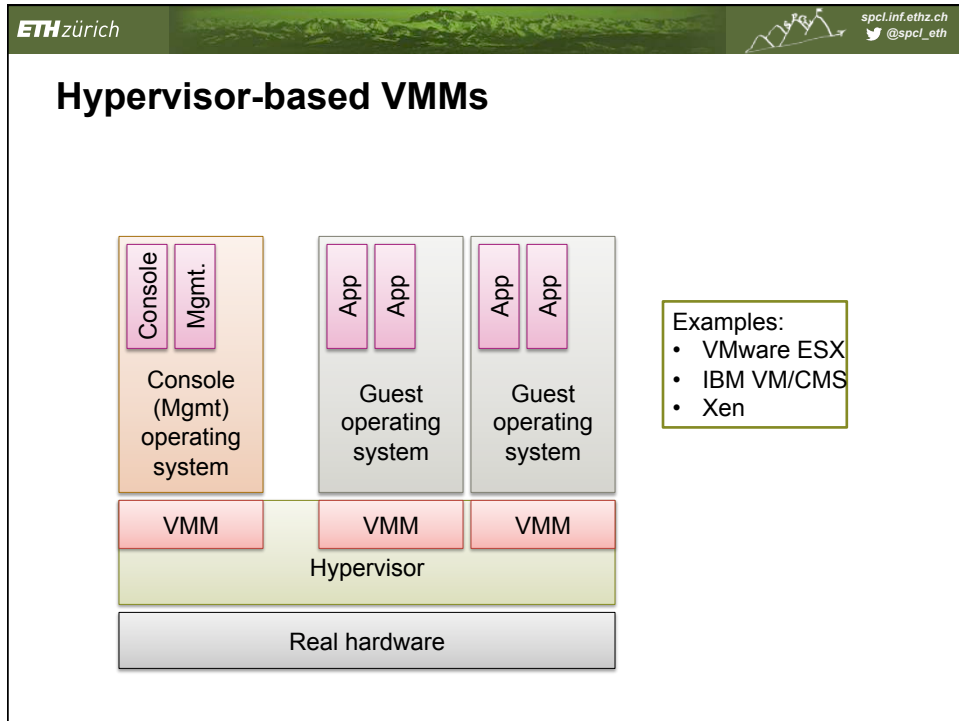 ETH zürich
spcl.inf.ethz.ch
@spcl_eth
Hypervisor-based VMMs
Console
Mgmt.
Console
(Mgmt)
operating
system
App
App
Guest
operating
system
App
App
Guest
operating
system
Examples:
• VMware ESX
• IBM VM/CMS
• Xen
VMM
VMM
VMM
Hypervisor
Real hardware